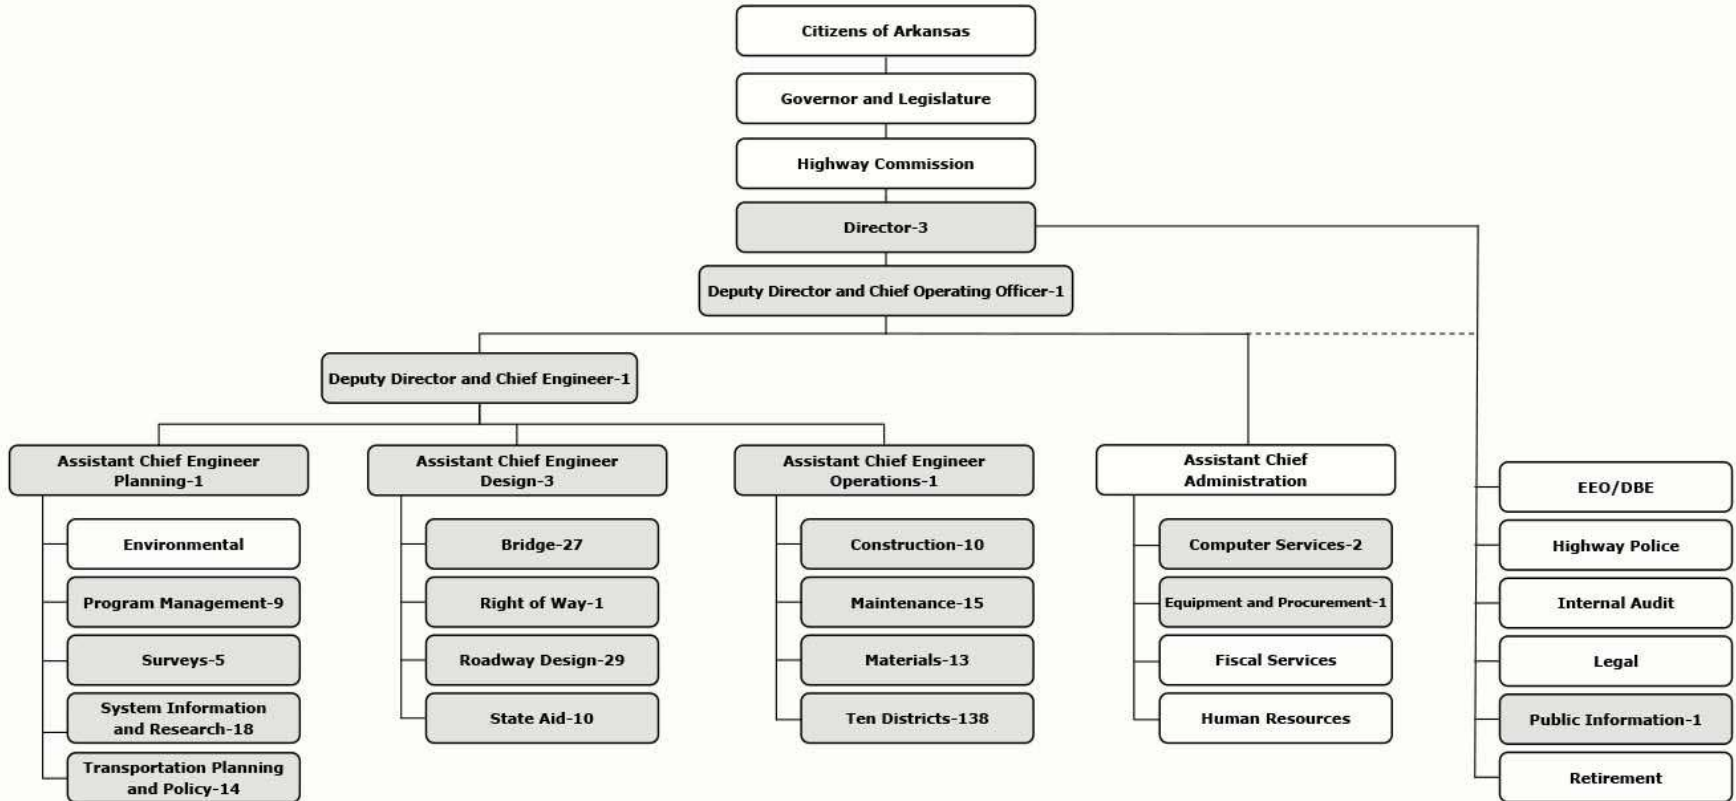 Citizens of Arkansas
Governor and Legislature
Highway Commission
Director-3
Deputy Director and Chief Operating Officer-1
Deputy Director and Chief Engineer-1
Assistant Chief Engineer
Planning-1
Environmental
Program Management-9
Surveys-5
System Information
and Research-18
Transportation Planning
and Policy-14
Assistant Chief Engineer
Design-3
Bridge-27
Right of Way-1
Roadway Design-29
State Aid-10
Assistant Chief Engineer
Operations-1
Construction-10
Maintenance-15
Materials-13
Ten Districts-138
Assistant Chief
Administration
Computer Services-2
Equipment and Procurement-1
Fiscal Services
Human Resources
EEO/DBE
Highway Police
Internal Audit
Legal
Public Information-1
Retirement